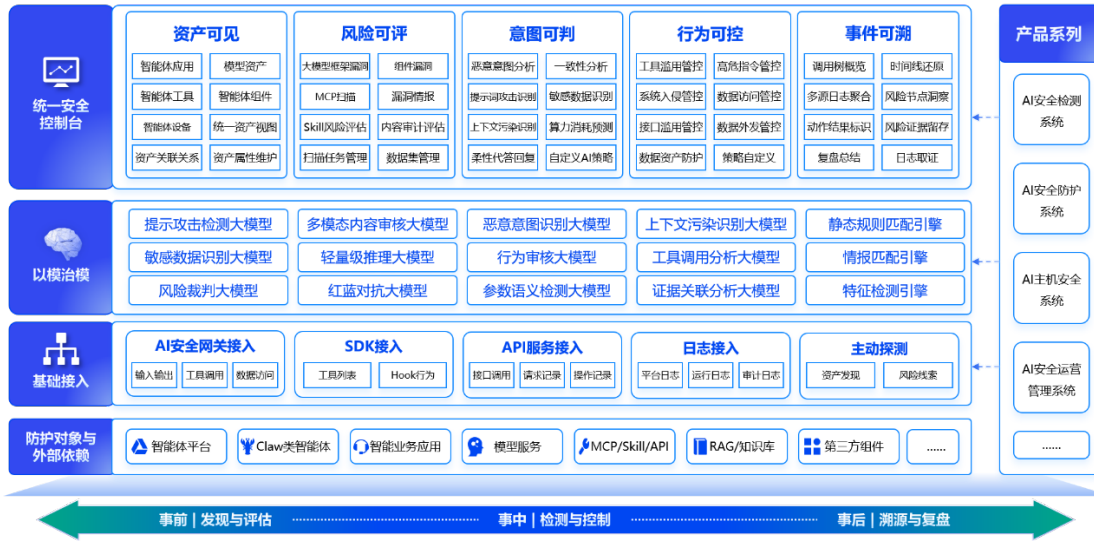 统一安全
控制台
资产可见
智能体应用 模型资产
智能体工具 智能体组件
智能体设备 统一资产视图
资产关联关系 资产属性维护
风险可评
大模型框架漏洞 组件漏洞
MCP扫描 漏洞情报
Skill风险评估 内容审计评估
扫描任务管理 数据集管理
意图可判
恶意意图分析 一致性分析
提示词攻击识别 敏感数据识别
上下文污染识别 算力消耗预测
柔性代答回复 自定义AI策略
行为可控
工具滥用管控 高危指令管控
系统入侵管控 数据访问管控
接口滥用管控 数据外发管控
数据资产防护 策略自定义
事件可溯
调用树概览 时间线还原
多源日志聚合 风险节点洞察
动作结果标识 风险证据留存
复盘总结 日志取证
以模治模
提示攻击检测大模型 多模态内容审核大模型 恶意意图识别大模型 上下文污染识别大模型 静态规则匹配引擎
敏感数据识别大模型 轻量级推理大模型 行为审核大模型 工具调用分析大模型 情报匹配引擎
风险裁判大模型 红蓝对抗大模型 参数语义检测大模型 证据关联分析大模型 特征检测引擎
基础接入
AI安全网关接入
输入输出 工具调用 数据访问
SDK接入
工具列表 Hook行为
API服务接入
接口调用 请求记录 操作记录
日志接入
平台日志 运行日志 审计日志
主动探测
资产发现 风险线索
防护对象与
外部依赖
智能体平台 Claw类智能体 智能业务应用 模型服务 MCP/Skill/API RAG/知识库 第三方组件 ......
产品系列
AI安全检测
系统
AI安全防护
系统
AI主机安全
系统
AI安全运营
管理系统
......
事前 | 发现与评估 事中 | 检测与控制 事后 | 溯源与复盘